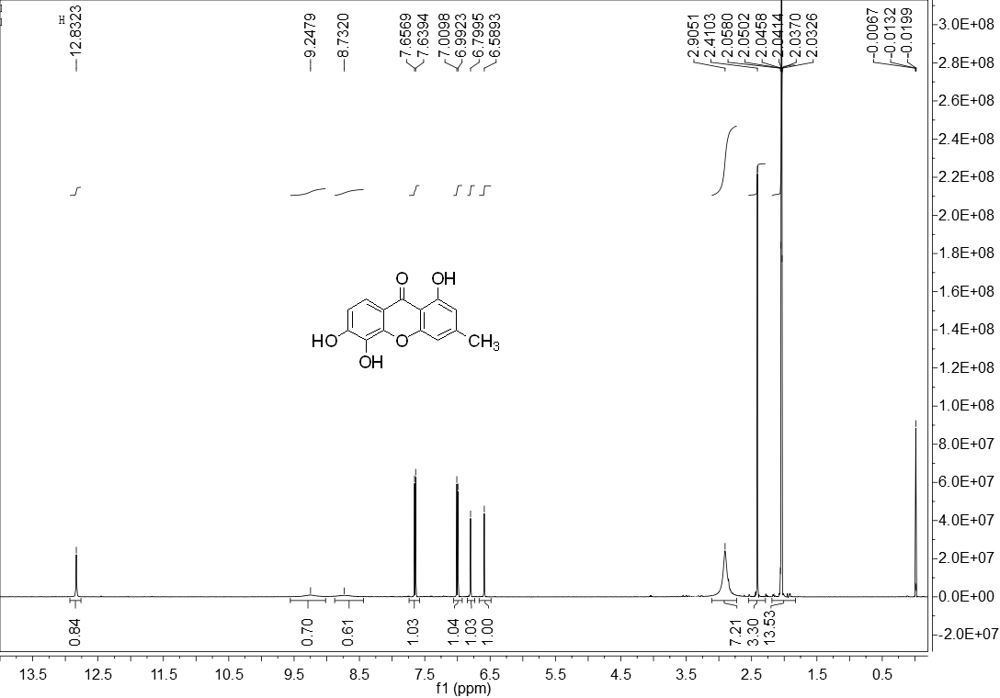 H
12.8323
9.2479
8.7320
7.6569
7.6394
7.0098
6.9923
6.7995
6.5893
2.9051
2.4103
2.0580
2.0502
2.0458
2.0414
2.0370
2.0326
-0.0067
-0.0132
-0.0199
3.0E+08
2.8E+08
2.6E+08
2.4E+08
2.2E+08
2.0E+08
1.8E+08
1.6E+08
1.4E+08
1.2E+08
1.0E+08
8.0E+07
6.0E+07
4.0E+07
2.0E+07
0.0E+00
-2.0E+07
O OH
HO O CH3
OH
0.84
0.70
0.61
1.03
1.04
1.03
1.00
7.21
3.30
13.53
13.5 12.5 11.5 10.5 9.5 8.5 7.5 6.5 5.5 4.5 3.5 2.5 1.5 0.5
f1 (ppm)